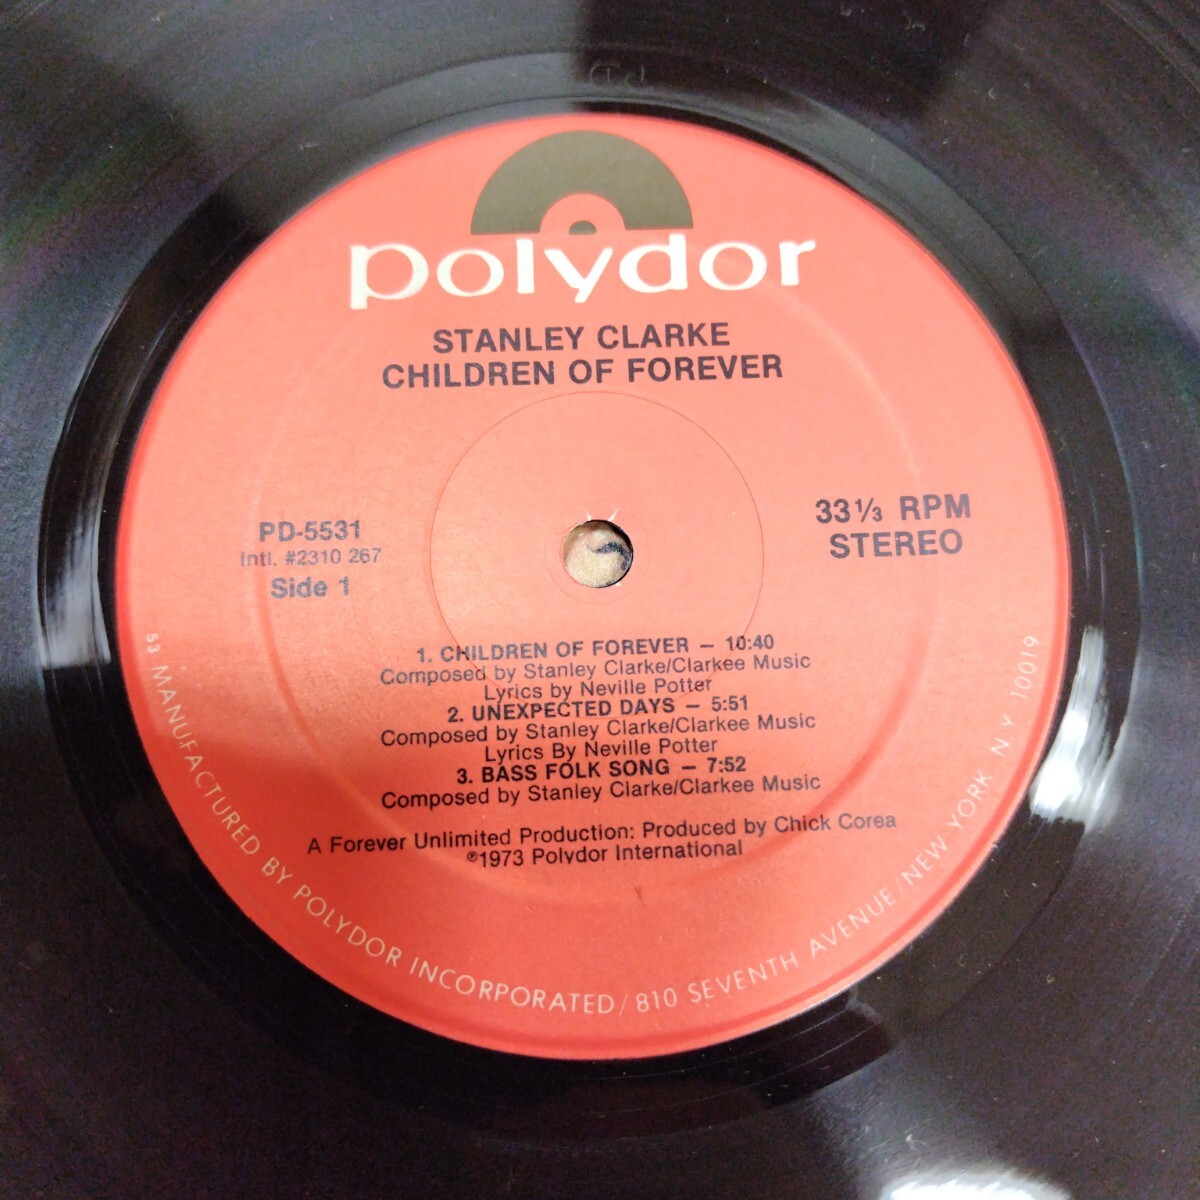 polydor
STANLEY CLARKE
CHILDREN OF FOREVER
PD-5531
Intl. #2310 267
Side 1
33 1/3 RPM
STEREO
1. CHILDREN OF FOREVER – 10:40
Composed by Stanley Clarke/Clarkee Music
Lyrics by Neville Potter
2. UNEXPECTED DAYS – 5:51
Composed by Stanley Clarke/Clarkee Music
Lyrics By Neville Potter
3. BASS FOLK SONG – 7:52
Composed by Stanley Clarke/Clarkee Music
A Forever Unlimited Production: Produced by Chick Corea
℗1973 Polydor International
53 MANUFACTURED BY POLYDOR INCORPORATED/810 SEVENTH AVENUE/NEW YORK N.Y. 10019